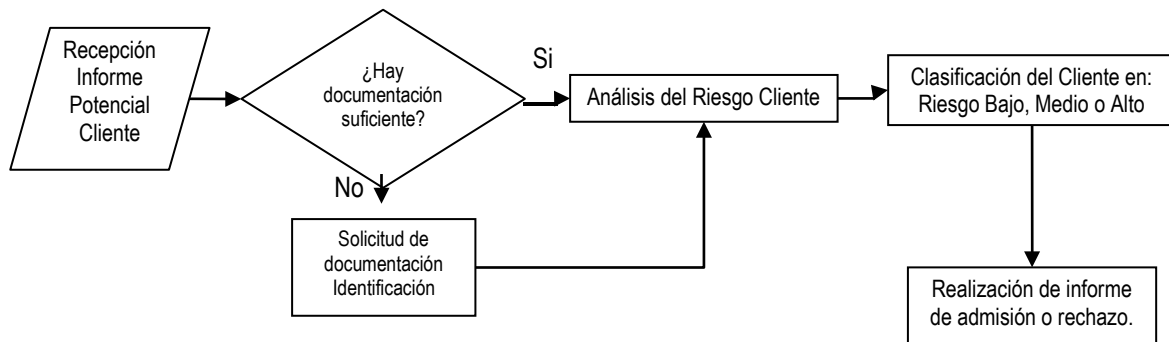 Recepción
Informe
Potencial
Cliente
¿Hay
documentación
suficiente?
Si
No
Solicitud de
documentación
Identificación
Análisis del Riesgo Cliente
Clasificación del Cliente en:
Riesgo Bajo, Medio o Alto
Realización de informe
de admisión o rechazo.